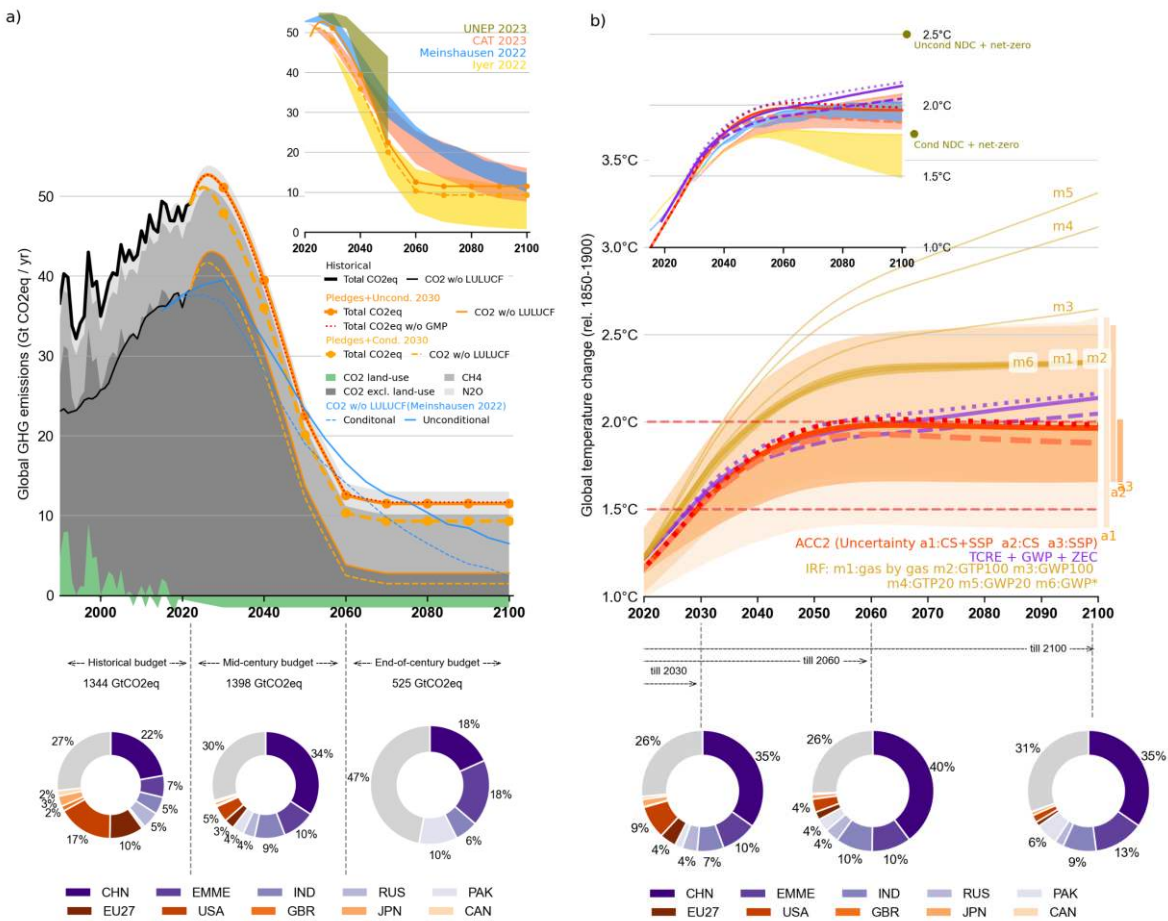 a)
Global GHG emissions (Gt CO2eq / yr)
50
40
30
20
10
0
2000
2020
2040
2060
2080
2100
50
40
30
20
10
0
2020
2040
2060
2080
2100
UNEP 2023
CAT 2023
Meinshausen 2022
Iyer 2022
Historical
Total CO2eq
CO2 w/o LULUCF
Pledges+Uncond. 2030
Total CO2eq
CO2 w/o LULUCF
Total CO2eq w/o GMP
Pledges+Cond. 2030
Total CO2eq
CO2 w/o LULUCF
CO2 land-use
CH4
CO2 excl. land-use
N2O
CO2 w/o LULUCF(Meinshausen 2022)
Conditonal
Unconditional
Historical budget
Mid-century budget
End-of-century budget
1344 GtCO2eq
1398 GtCO2eq
525 GtCO2eq
27%
22%
7%
5%
5%
10%
17%
2%
3%
2%
30%
34%
10%
9%
4%
4%
3%
5%
47%
18%
18%
6%
10%
CHN
EMME
IND
RUS
PAK
EU27
USA
GBR
JPN
CAN
b)
Global temperature change (rel. 1850-1900)
3.5°C
3.0°C
2.5°C
2.0°C
1.5°C
1.0°C
2020
2030
2040
2050
2060
2070
2080
2090
2100
2.5°C
Uncond NDC + net-zero
2.0°C
Cond NDC + net-zero
1.5°C
1.0°C
2015
2020
2040
2060
2080
2100
m5
m4
m3
m6
m1
m2
a3
a2
a1
ACC2 (Uncertainty a1:CS+SSP a2:CS a3:SSP)
TCRE + GWP + ZEC
IRF: m1:gas by gas m2:GTP100 m3:GWP100
m4:GTP20 m5:GWP20 m6:GWP*
till 2100
till 2060
till 2030
26%
35%
10%
7%
4%
4%
9%
26%
40%
10%
10%
4%
4%
4%
31%
35%
13%
9%
6%
CHN
EMME
IND
RUS
PAK
EU27
USA
GBR
JPN
CAN